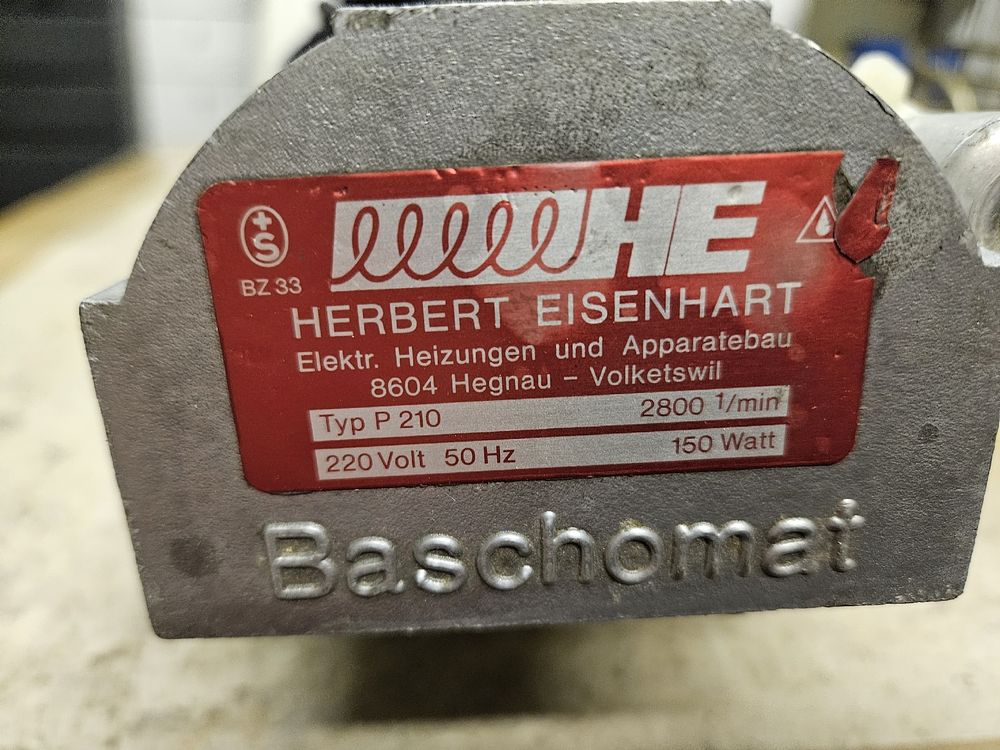 HE
+S
BZ 33
HERBERT EISENHART
Elektr. Heizungen und Apparatebau
8604 Hegnau – Volketswil
Typ P 210 2800 1/min
220 Volt 50 Hz 150 Watt
Baschomat